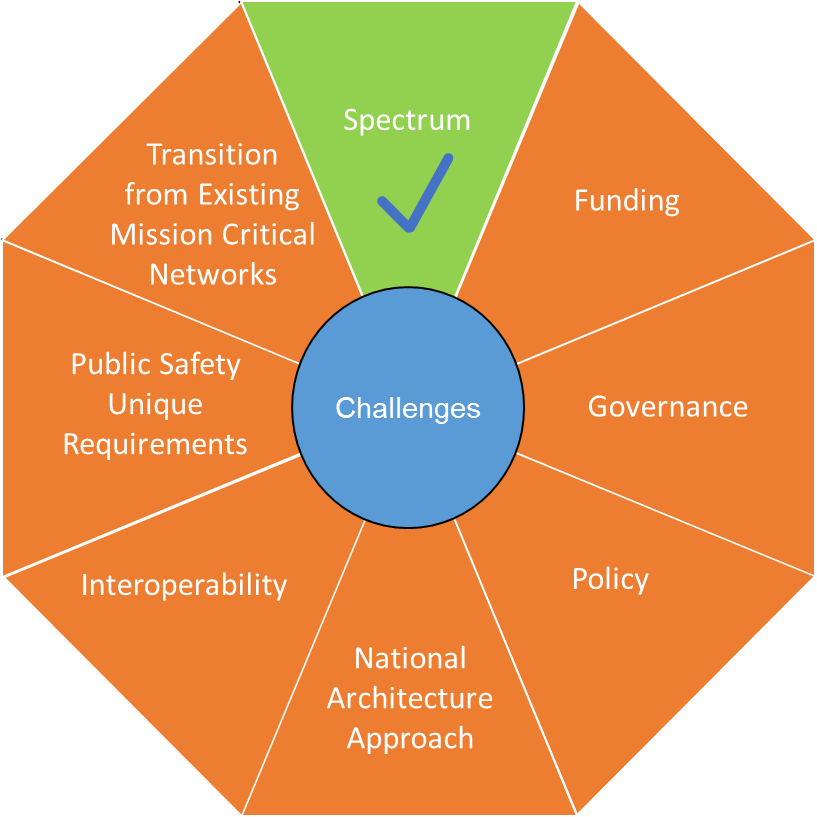 Spectrum
Funding
Governance
Policy
National
Architecture
Approach
Interoperability
Public Safety
Unique
Requirements
Transition
from Existing
Mission Critical
Networks
Challenges